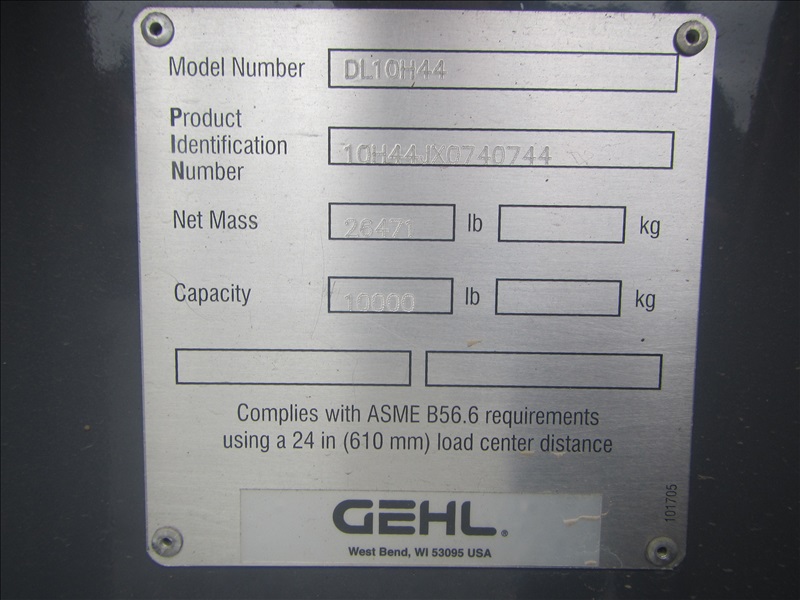 Model Number DL10H44
Product
Identification
Number 10H44JX0740744
Net Mass 26471 lb kg
Capacity 10000 lb kg
Complies with ASME B56.6 requirements
using a 24 in (610 mm) load center distance
101705
GEHL®
West Bend, WI 53095 USA